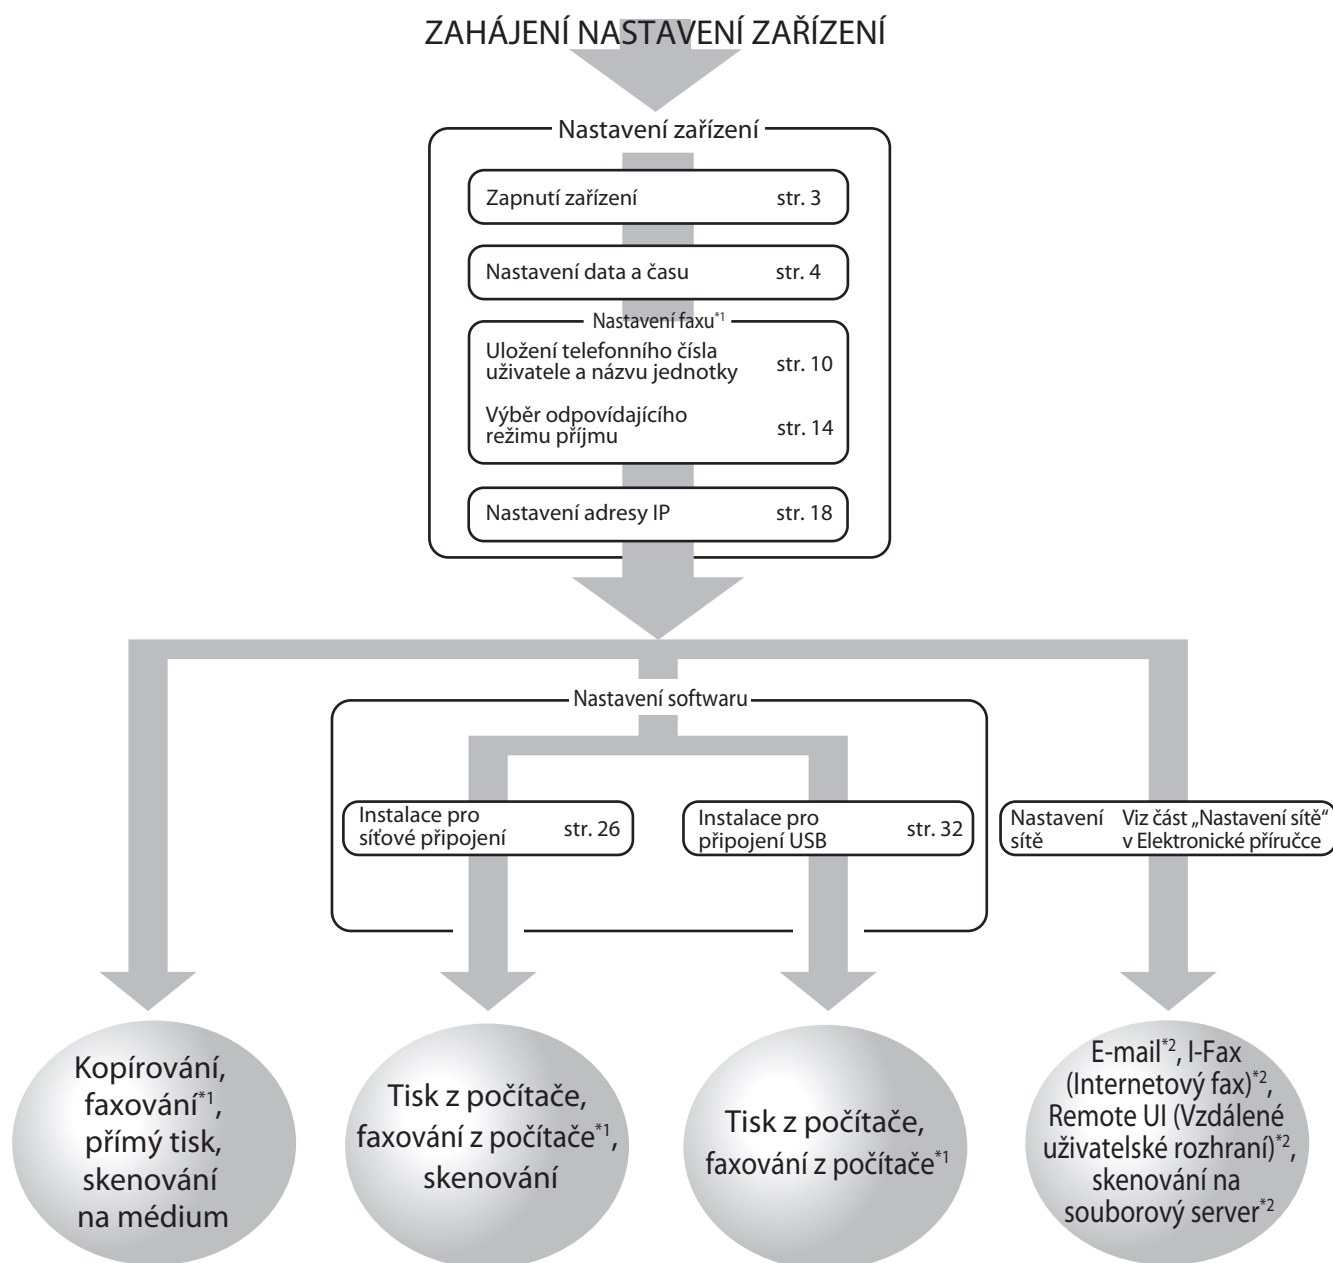 ZAHÁJENÍ NASTAVENÍ ZAŘÍZENÍ
Nastavení zařízení
Zapnutí zařízení str. 3
Nastavení data a času str. 4
Nastavení faxu*1
Uložení telefonního čísla
uživatele a názvu jednotky str. 10
Výběr odpovídajícího
režimu příjmu str. 14
Nastavení adresy IP str. 18
Nastavení softwaru
Instalace pro
síťové připojení str. 26
Instalace pro
připojení USB str. 32
Nastavení
sítě
Viz část „Nastavení sítě“
v Elektronické příručce
Kopírování,
faxování*1,
přímý tisk,
skenování
na médium
Tisk z počítače,
faxování z počítače*1,
skenování
Tisk z počítače,
faxování z počítače*1
E-mail*2, I-Fax
(Internetový fax)*2,
Remote UI (Vzdálené
uživatelské rozhraní)*2,
skenování na
souborový server*2